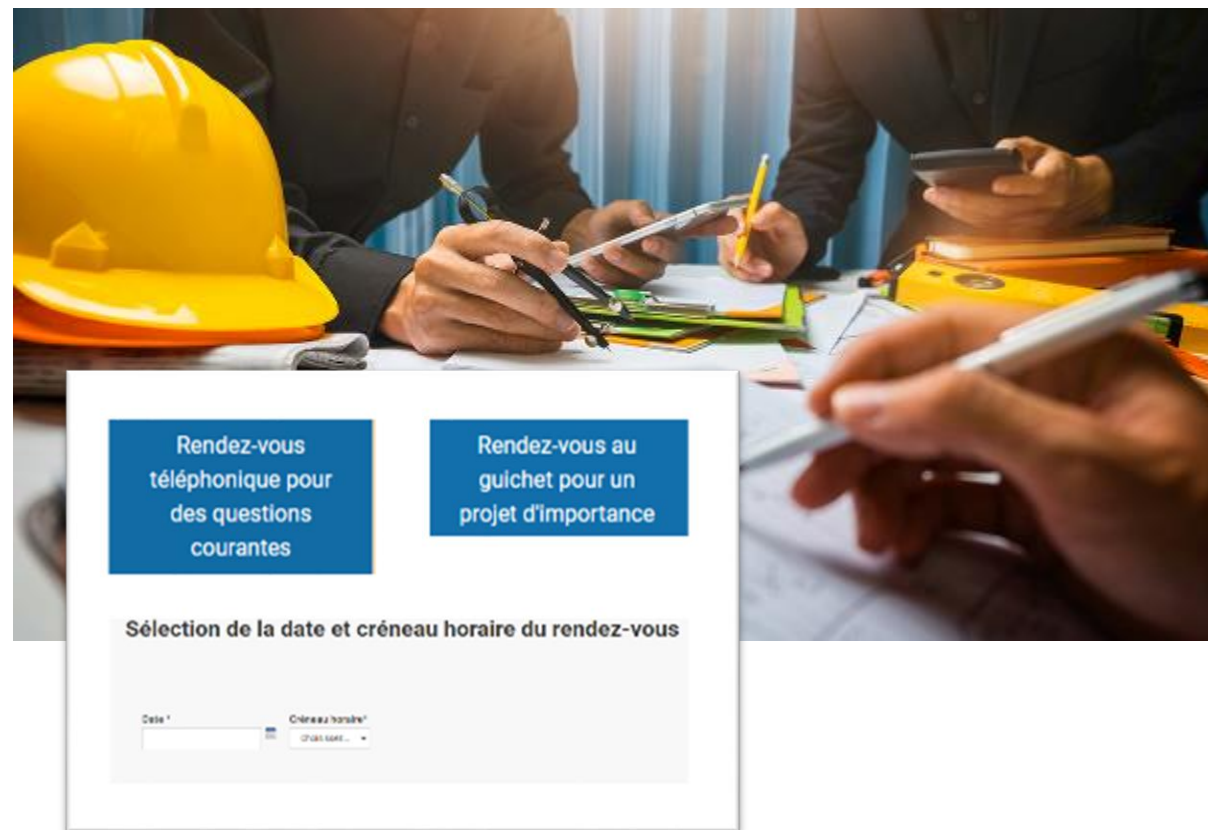 Rendez-vous
téléphonique pour
des questions
courantes
Rendez-vous au
guichet pour un
projet d'importance
Sélection de la date et créneau horaire du rendez-vous
Date *
Créneau horaire*